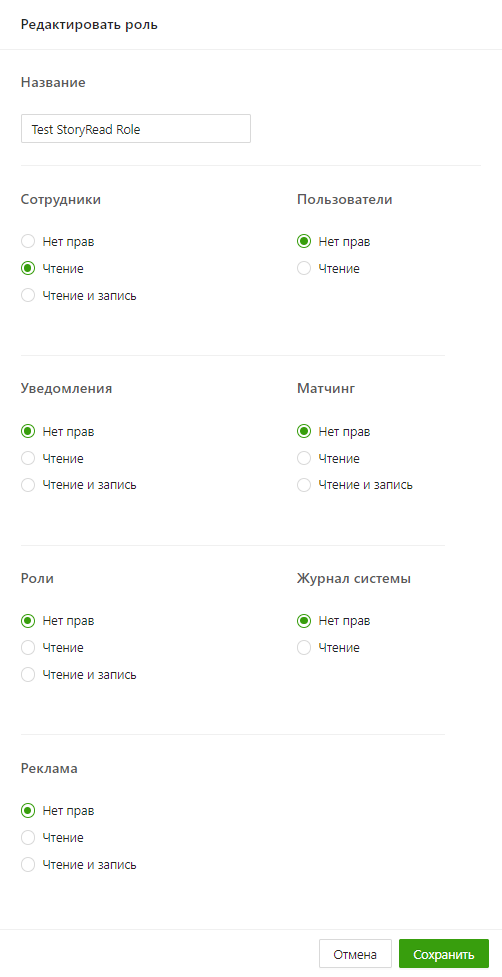 Редактировать роль
Название
Test StoryRead Role
Сотрудники
Нет прав
Чтение
Чтение и запись
Пользователи
Нет прав
Чтение
Уведомления
Нет прав
Чтение
Чтение и запись
Матчинг
Нет прав
Чтение
Чтение и запись
Роли
Нет прав
Чтение
Чтение и запись
Журнал системы
Нет прав
Чтение
Реклама
Нет прав
Чтение
Чтение и запись
Отмена
Сохранить